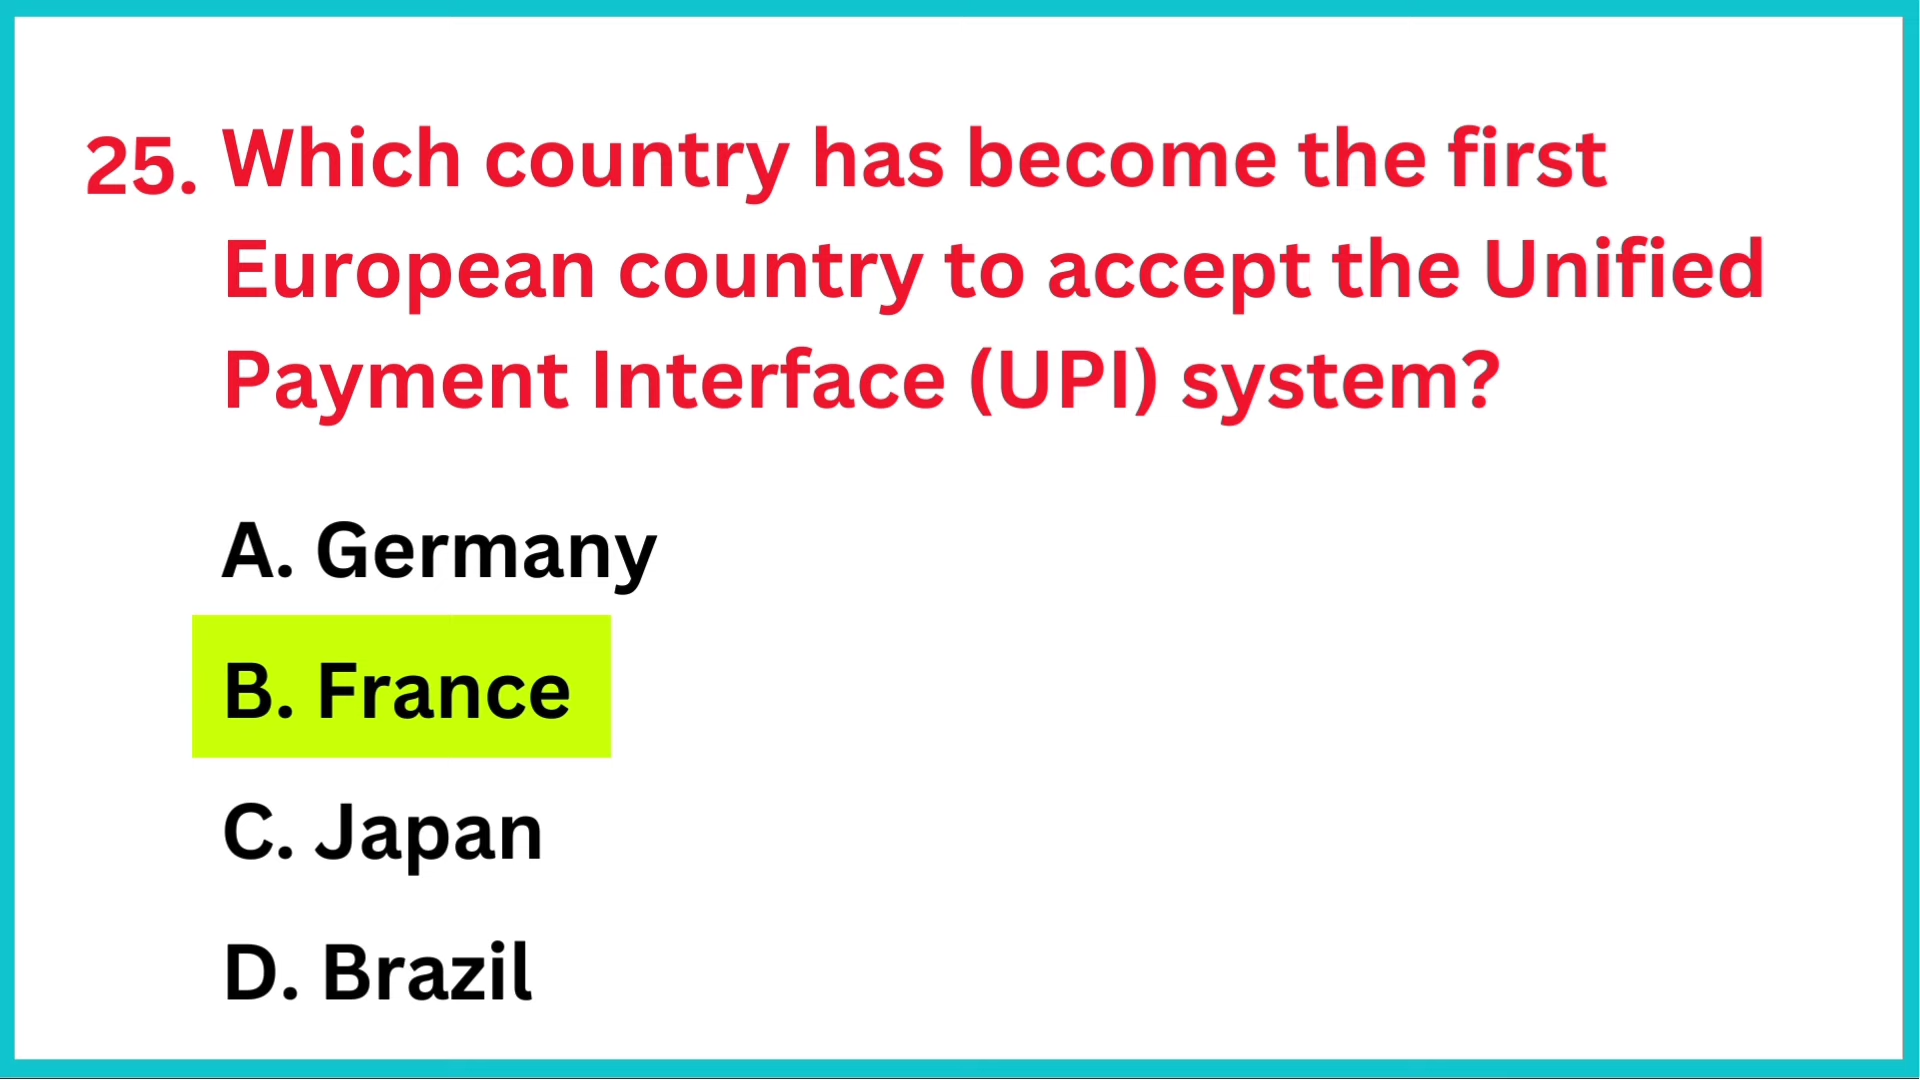 25. Which country has become the first
European country to accept the Unified
Payment Interface (UPI) system?
A. Germany
B. France
C. Japan
D. Brazil